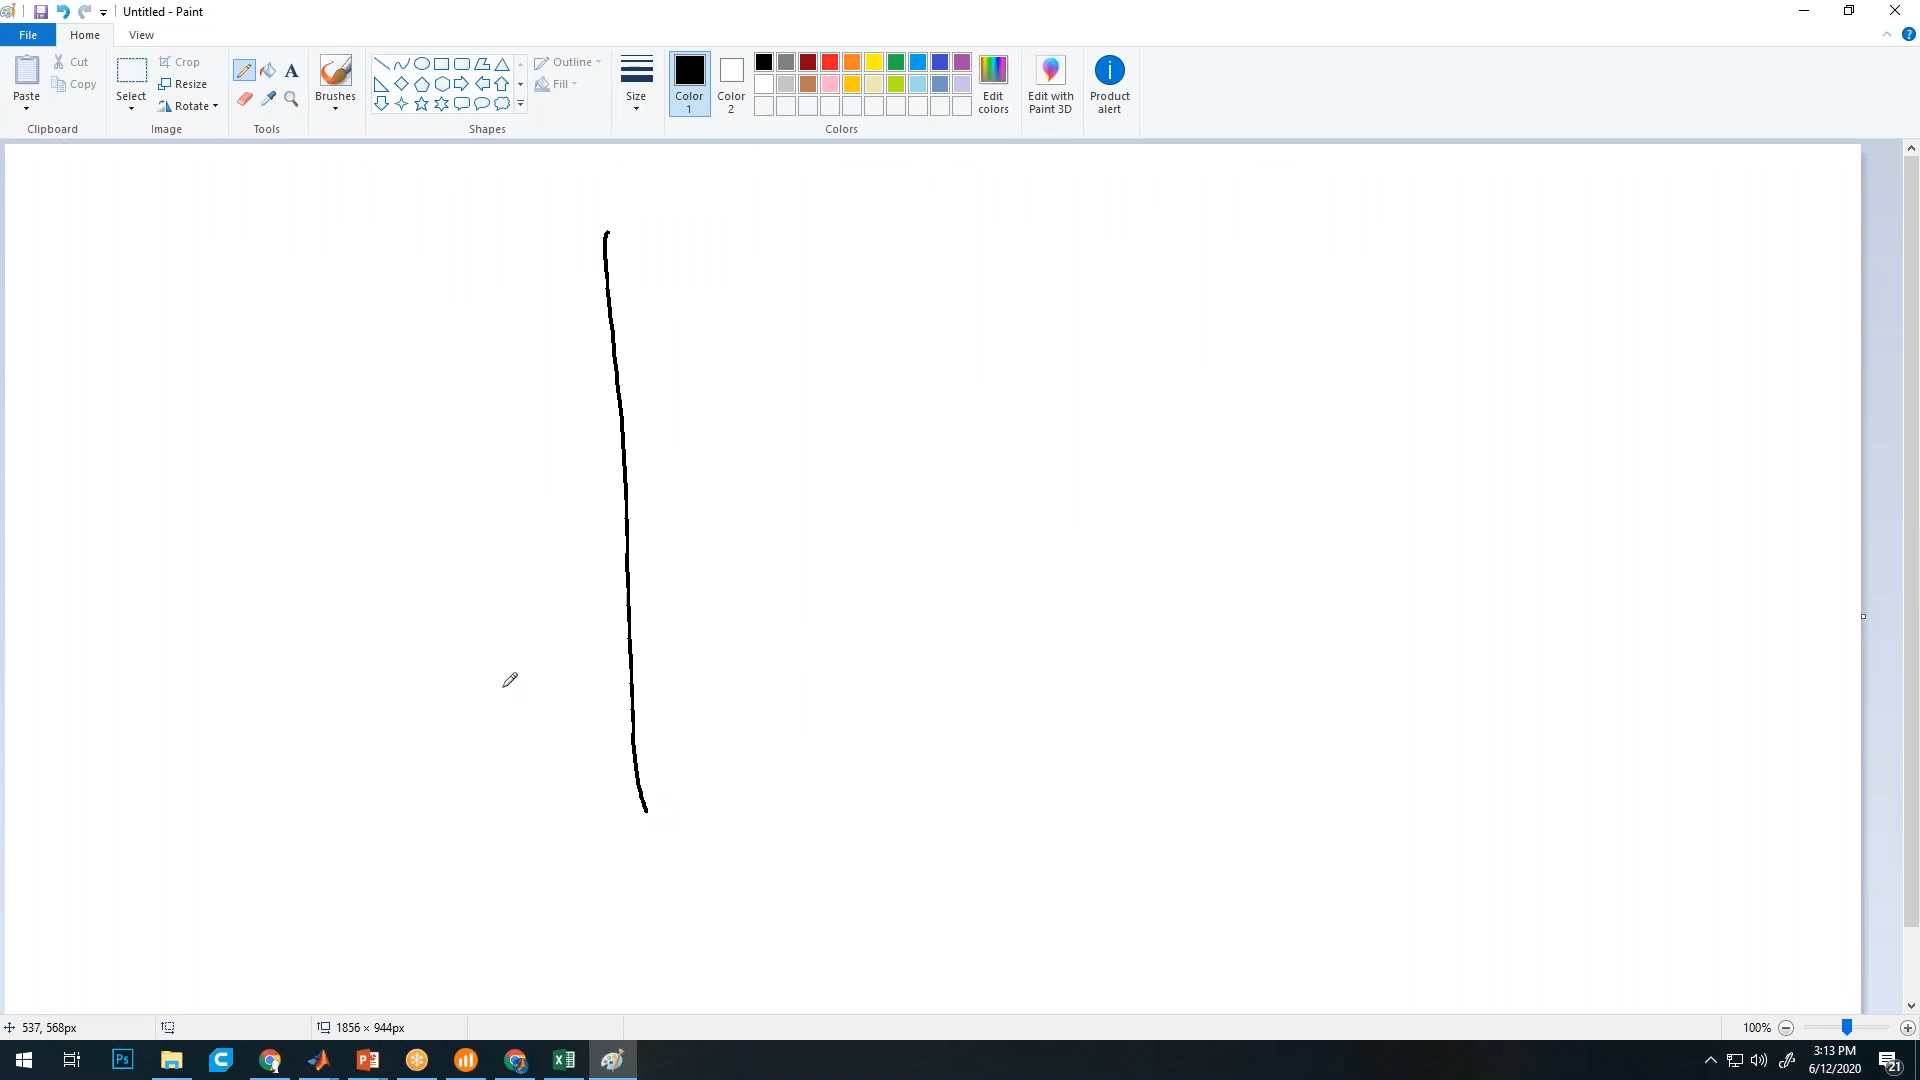 Untitled - Paint
File Home View
Paste
Cut
Copy
Clipboard
Select
Crop
Resize
Rotate
Image
A
Tools
Brushes
Shapes
Outline
Fill
Size
Color 1
Color 2
Edit colors
Colors
Edit with Paint 3D
Product alert
537, 568px
1856 × 944px
100%
Ps
3:13 PM
6/12/2020
21